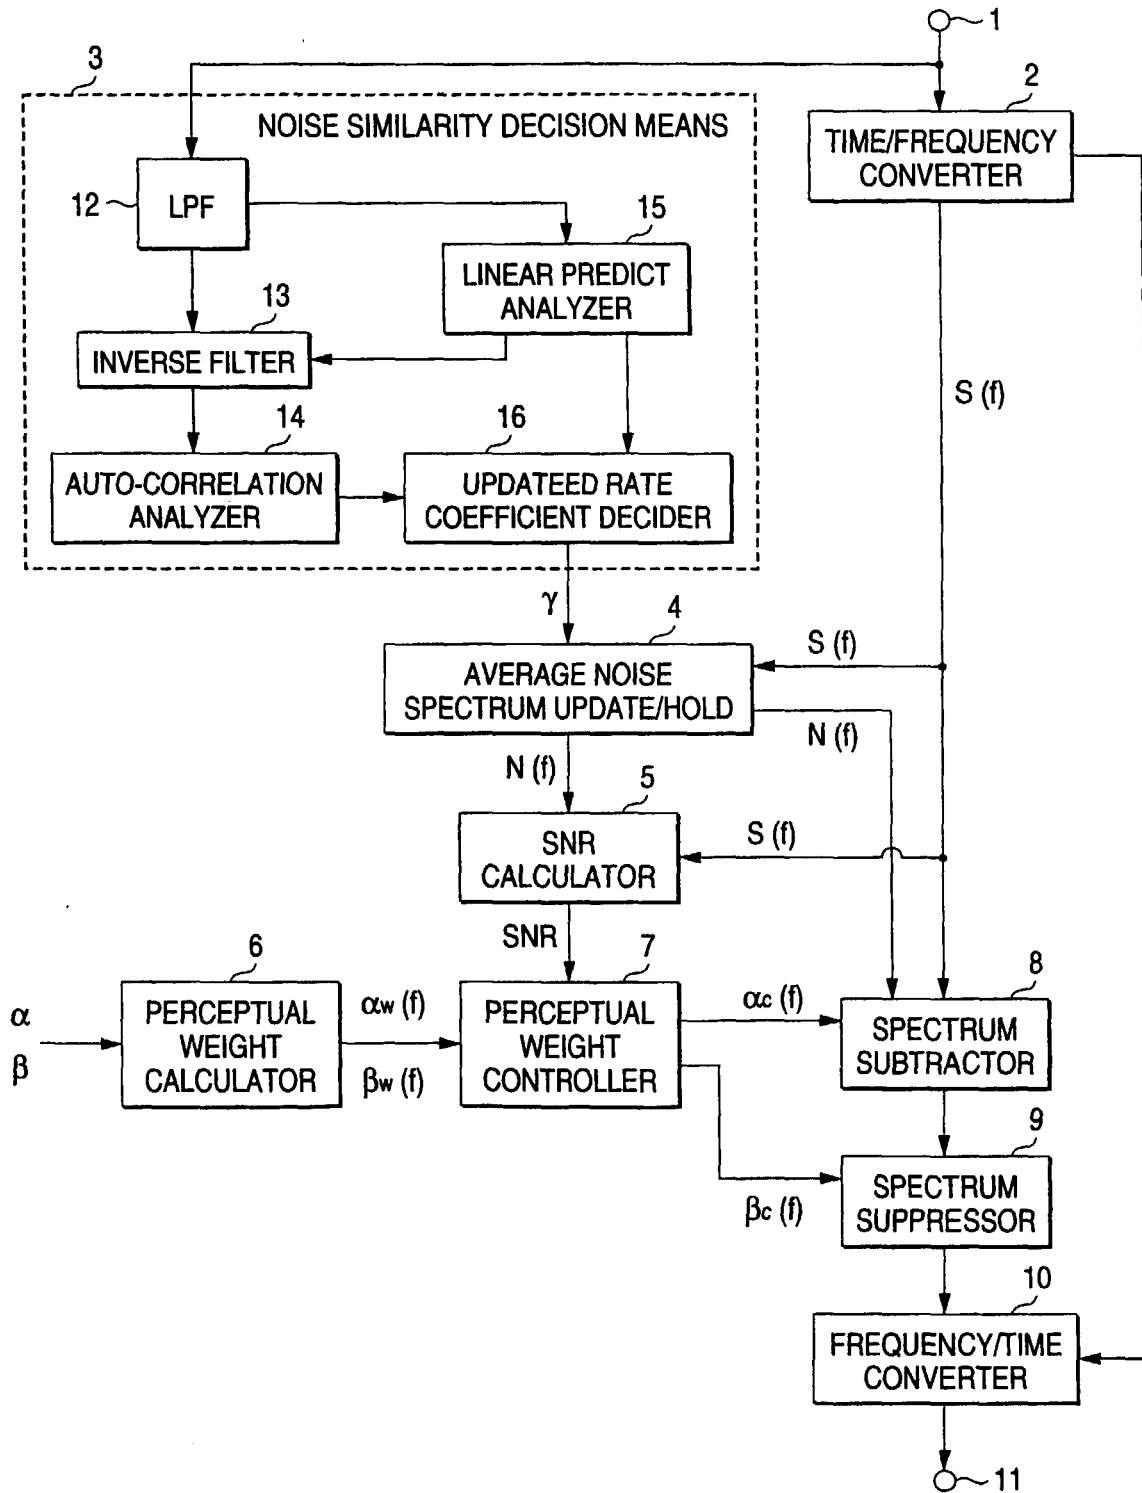 1
3
2
NOISE SIMILARITY DECISION MEANS
TIME/FREQUENCY
CONVERTER
12
LPF
15
LINEAR PREDICT
ANALYZER
13
INVERSE FILTER
S (f)
14
16
AUTO-CORRELATION
ANALYZER
UPDATEED RATE
COEFFICIENT DECIDER
γ
4
S (f)
AVERAGE NOISE
SPECTRUM UPDATE/HOLD
N (f)
N (f)
5
S (f)
SNR
CALCULATOR
SNR
6
7
8
α
β
PERCEPTUAL
WEIGHT
CALCULATOR
αw (f)
βw (f)
PERCEPTUAL
WEIGHT
CONTROLLER
αc (f)
SPECTRUM
SUBTRACTOR
9
βc (f)
SPECTRUM
SUPPRESSOR
10
FREQUENCY/TIME
CONVERTER
11